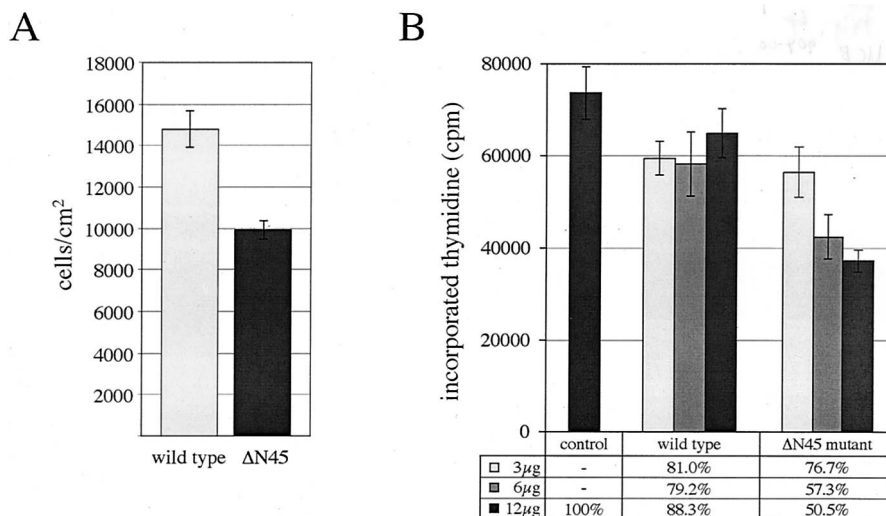 A
18000
16000
14000
12000
10000
8000
6000
4000
2000
cells/cm²
wild type ΔN45
B
80000
60000
40000
20000
0
incorporated thymidine (cpm)
control wild type ΔN45 mutant
3μg - 81.0% 76.7%
6μg - 79.2% 57.3%
12μg 100% 88.3% 50.5%